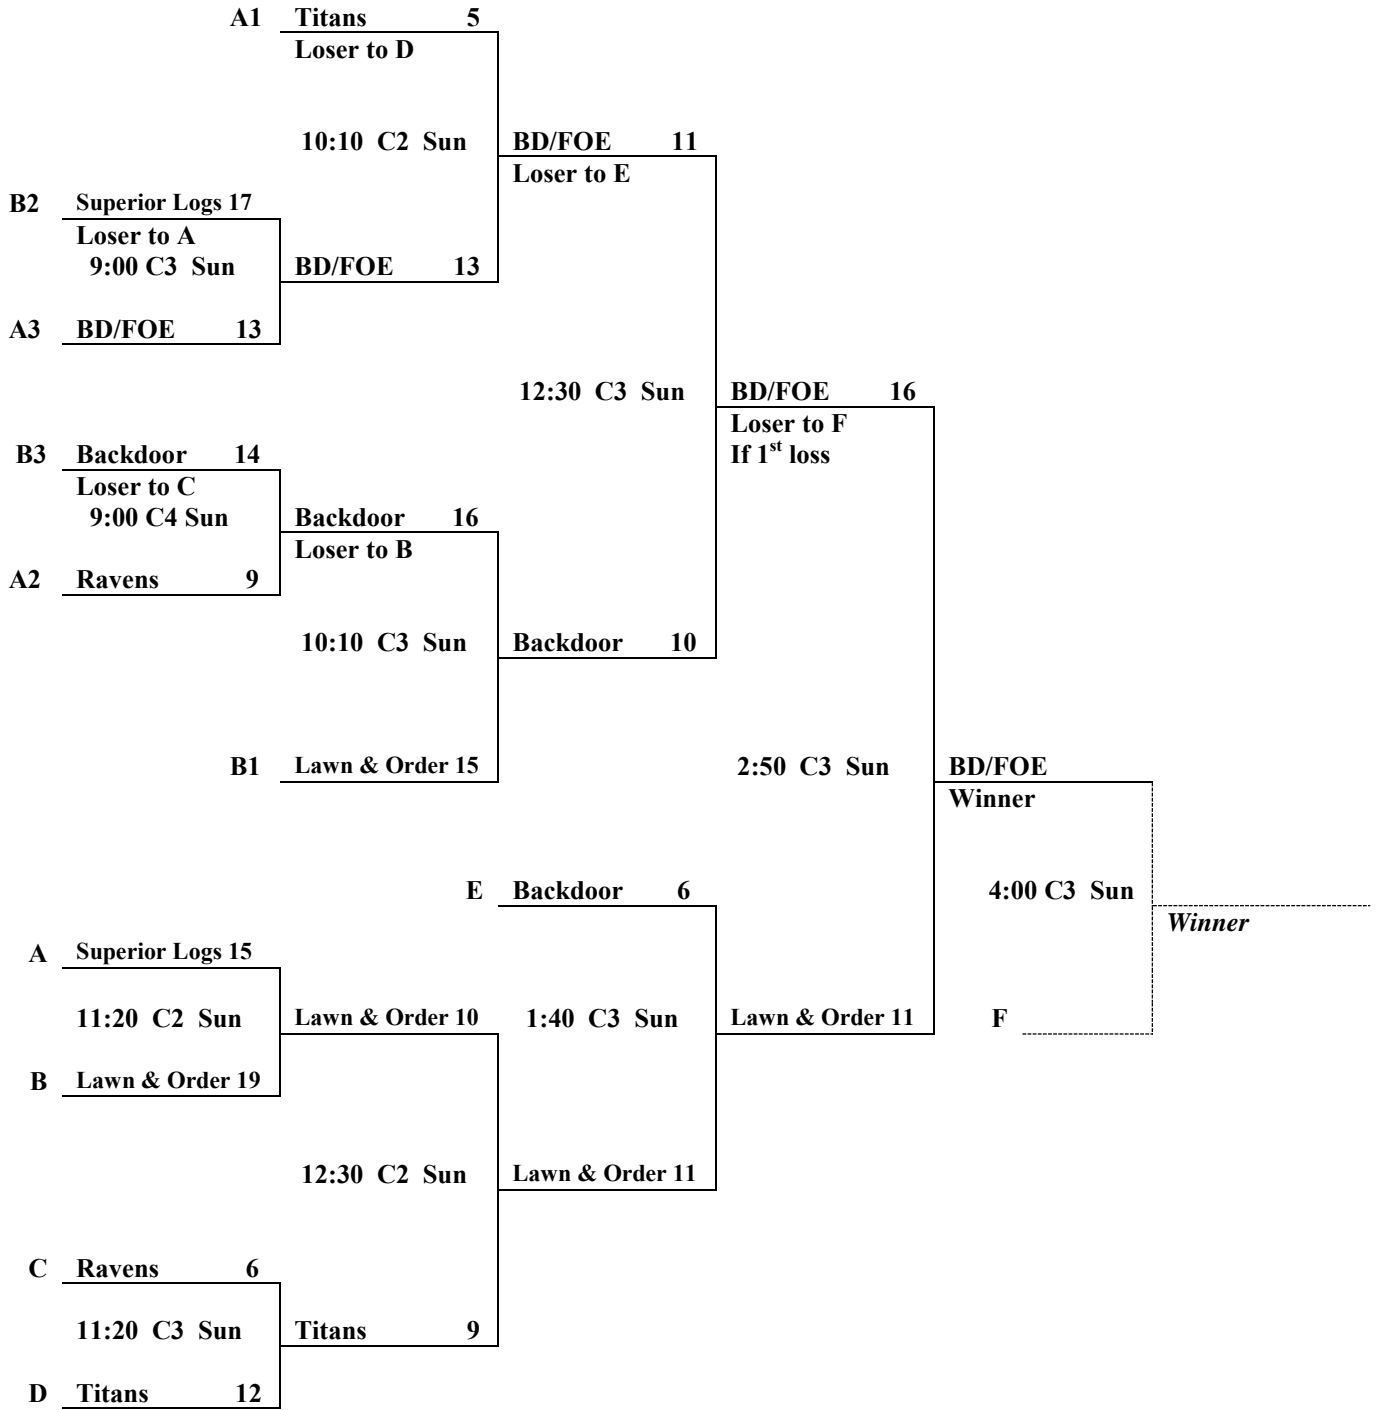 A1 Titans 5
Loser to D
10:10 C2 Sun BD/FOE 11
Loser to E
B2 Superior Logs 17
Loser to A
9:00 C3 Sun BD/FOE 13
A3 BD/FOE 13
12:30 C3 Sun BD/FOE 16
Loser to F
B3 Backdoor 14 If 1st loss
Loser to C
9:00 C4 Sun Backdoor 16
Loser to B
A2 Ravens 9
10:10 C3 Sun Backdoor 10
B1 Lawn & Order 15 2:50 C3 Sun BD/FOE
Winner
E Backdoor 6 4:00 C3 Sun
Winner
A Superior Logs 15
11:20 C2 Sun Lawn & Order 10 1:40 C3 Sun Lawn & Order 11 F
B Lawn & Order 19
12:30 C2 Sun Lawn & Order 11
C Ravens 6
11:20 C3 Sun Titans 9
D Titans 12